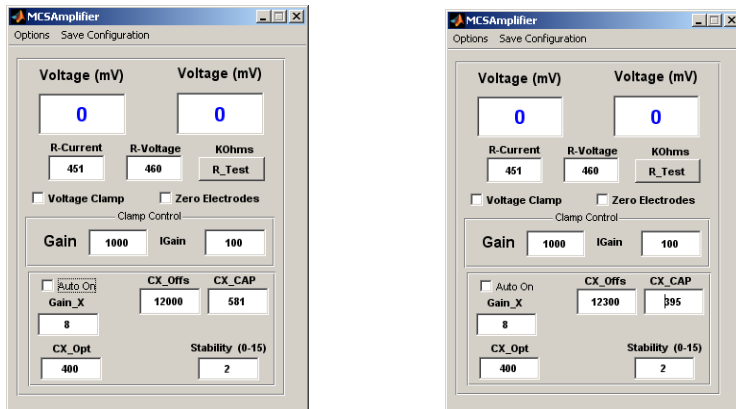 MCSAmplifier
Options Save Configuration
Voltage (mV) Voltage (mV)
0 0
R-Current R-Voltage KOhms
451 460 R_Test
Voltage Clamp Zero Electrodes
Clamp Control
Gain 1000 IGain 100
Auto On CX_Offs CX_CAP
12000 581
Gain_X
8
CX_Opt Stability (0-15)
400 2
MCSAmplifier
Options Save Configuration
Voltage (mV) Voltage (mV)
0 0
R-Current R-Voltage KOhms
451 460 R_Test
Voltage Clamp Zero Electrodes
Clamp Control
Gain 1000 IGain 100
Auto On CX_Offs CX_CAP
12300 395
Gain_X
8
CX_Opt Stability (0-15)
400 2